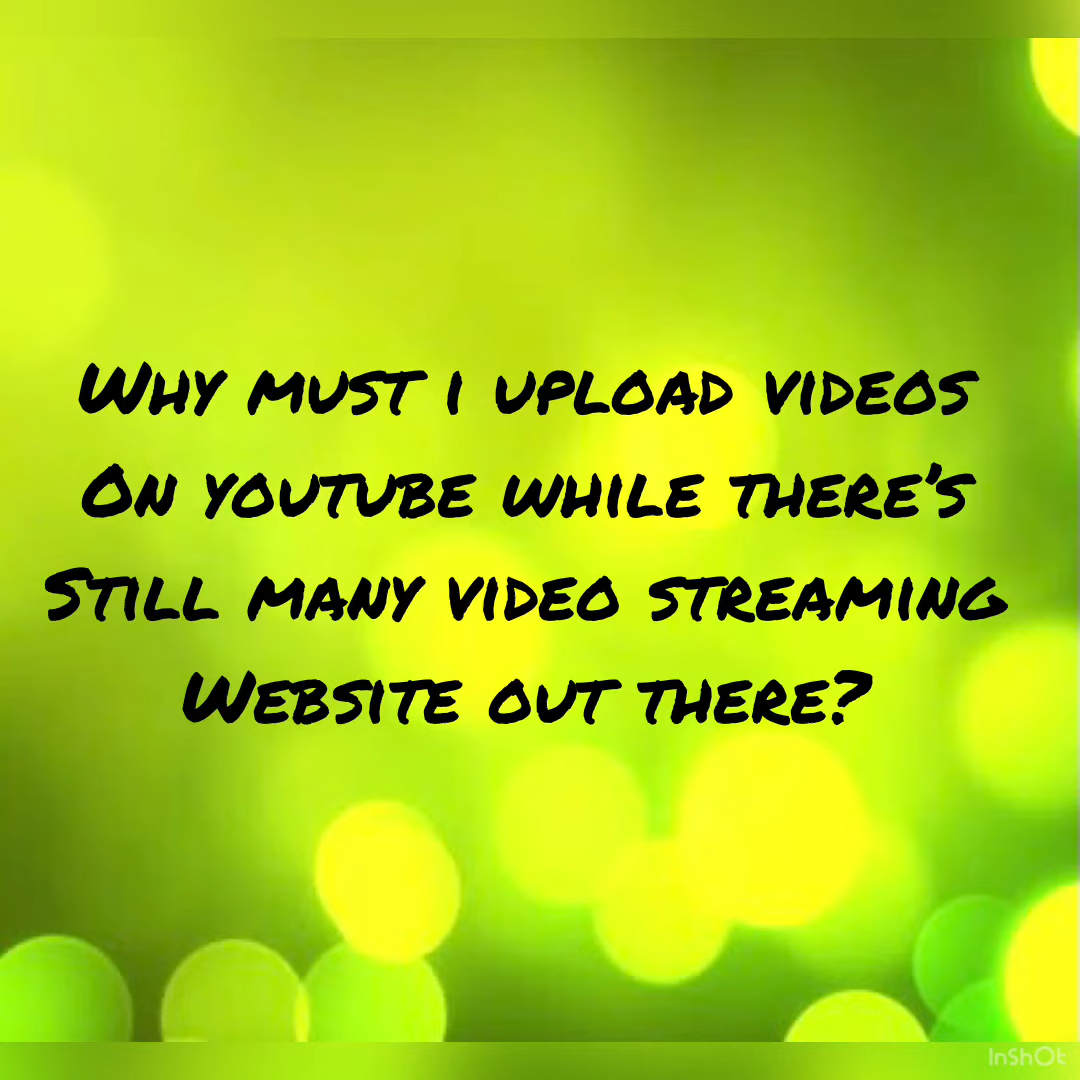 Why must i upload videos
On youtube while there's
Still many video streaming
Website out there?
InShOt